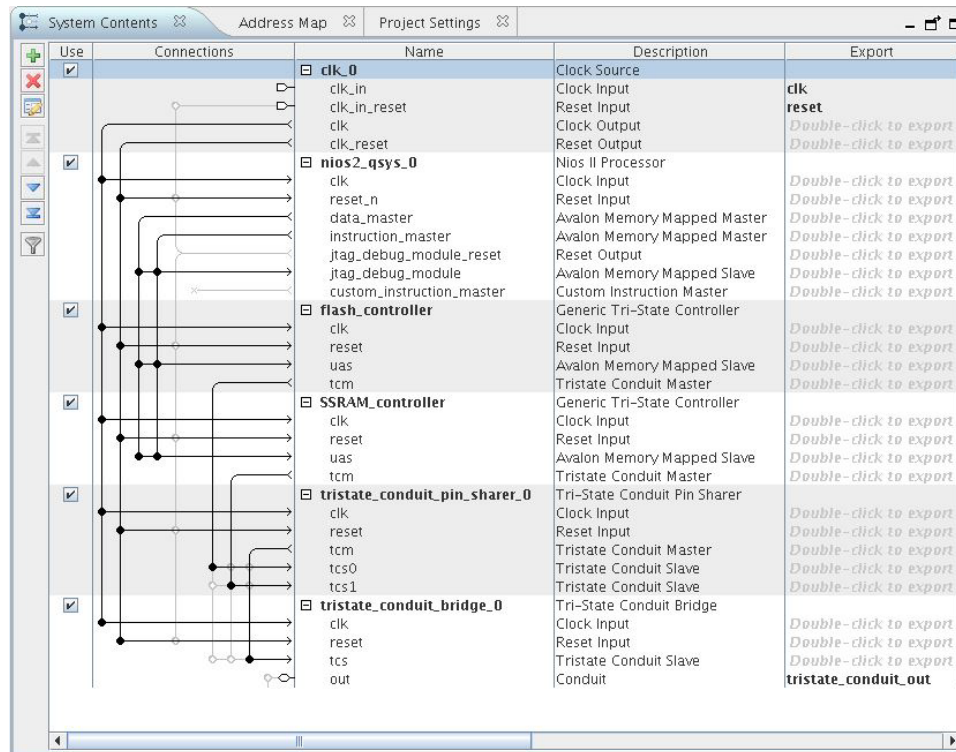 System Contents Address Map Project Settings
Use Connections Name Description Export
clk_0 Clock Source
clk_in Clock Input clk
clk_in_reset Reset Input reset
clk Clock Output Double-click to export
clk_reset Reset Output Double-click to export
nios2_qsys_0 Nios II Processor
clk Clock Input Double-click to export
reset_n Reset Input Double-click to export
data_master Avalon Memory Mapped Master Double-click to export
instruction_master Avalon Memory Mapped Master Double-click to export
jtag_debug_module_reset Reset Output Double-click to export
jtag_debug_module Avalon Memory Mapped Slave Double-click to export
custom_instruction_master Custom Instruction Master Double-click to export
flash_controller Generic Tri-State Controller
clk Clock Input Double-click to export
reset Reset Input Double-click to export
uas Avalon Memory Mapped Slave Double-click to export
tcm Tristate Conduit Master Double-click to export
SSRAM_controller Generic Tri-State Controller
clk Clock Input Double-click to export
reset Reset Input Double-click to export
uas Avalon Memory Mapped Slave Double-click to export
tcm Tristate Conduit Master Double-click to export
tristate_conduit_pin_sharer_0 Tri-State Conduit Pin Sharer
clk Clock Input Double-click to export
reset Reset Input Double-click to export
tcm Tristate Conduit Master Double-click to export
tcs0 Tristate Conduit Slave Double-click to export
tcs1 Tristate Conduit Slave Double-click to export
tristate_conduit_bridge_0 Tri-State Conduit Bridge
clk Clock Input Double-click to export
reset Reset Input Double-click to export
tcs Tristate Conduit Slave Double-click to export
out Conduit tristate_conduit_out